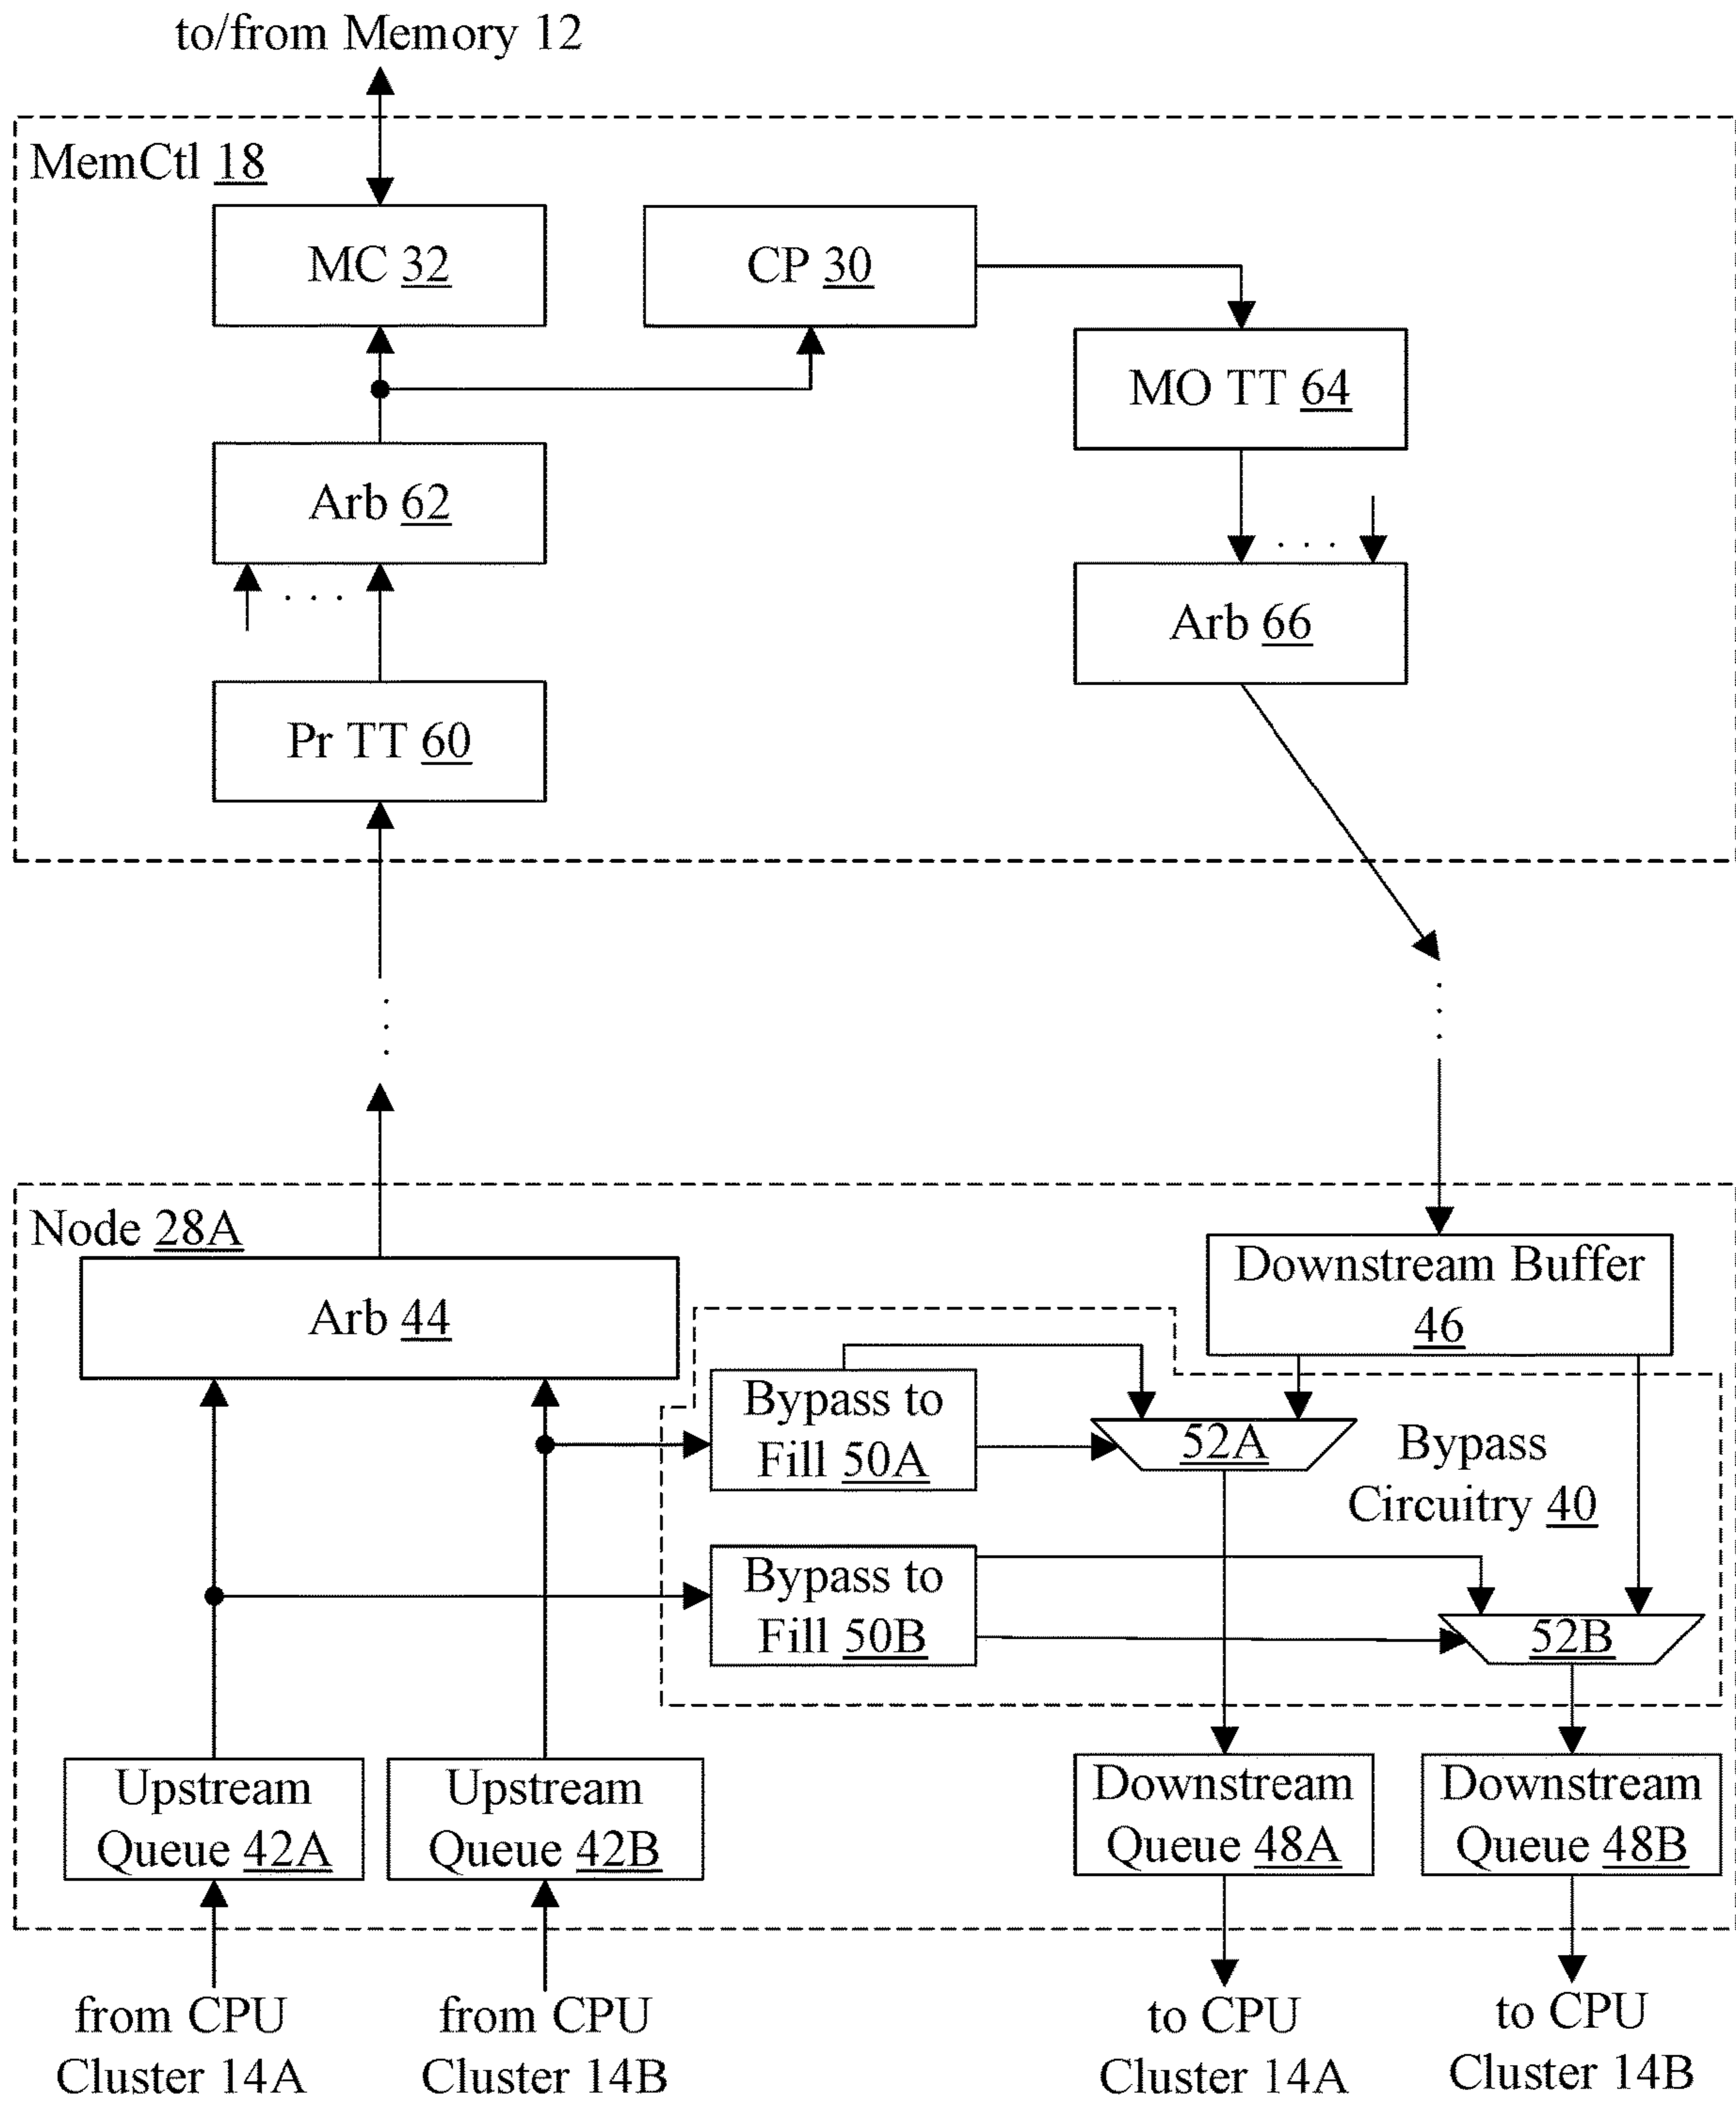 to/from Memory 12
MemCtl 18
MC 32
CP 30
MO TT 64
Arb 62
. . .
Arb 66
. . .
Pr TT 60
Node 28A
Downstream Buffer
46
Arb 44
Bypass to
Fill 50A
52A
Bypass
Circuitry 40
Bypass to
Fill 50B
52B
Upstream
Queue 42A
Upstream
Queue 42B
Downstream
Queue 48A
Downstream
Queue 48B
from CPU
Cluster 14A
from CPU
Cluster 14B
to CPU
Cluster 14A
to CPU
Cluster 14B